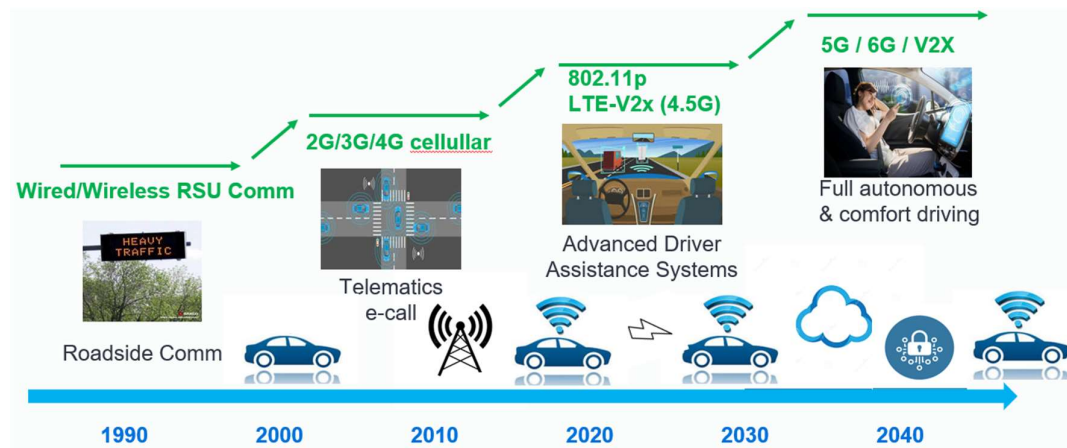 5G / 6G / V2X
802.11p
LTE-V2x (4.5G)
2G/3G/4G cellullar
Wired/Wireless RSU Comm
HEAVY
TRAFFIC
Full autonomous
& comfort driving
Advanced Driver
Assistance Systems
Telematics
e-call
Roadside Comm
1990
2000
2010
2020
2030
2040